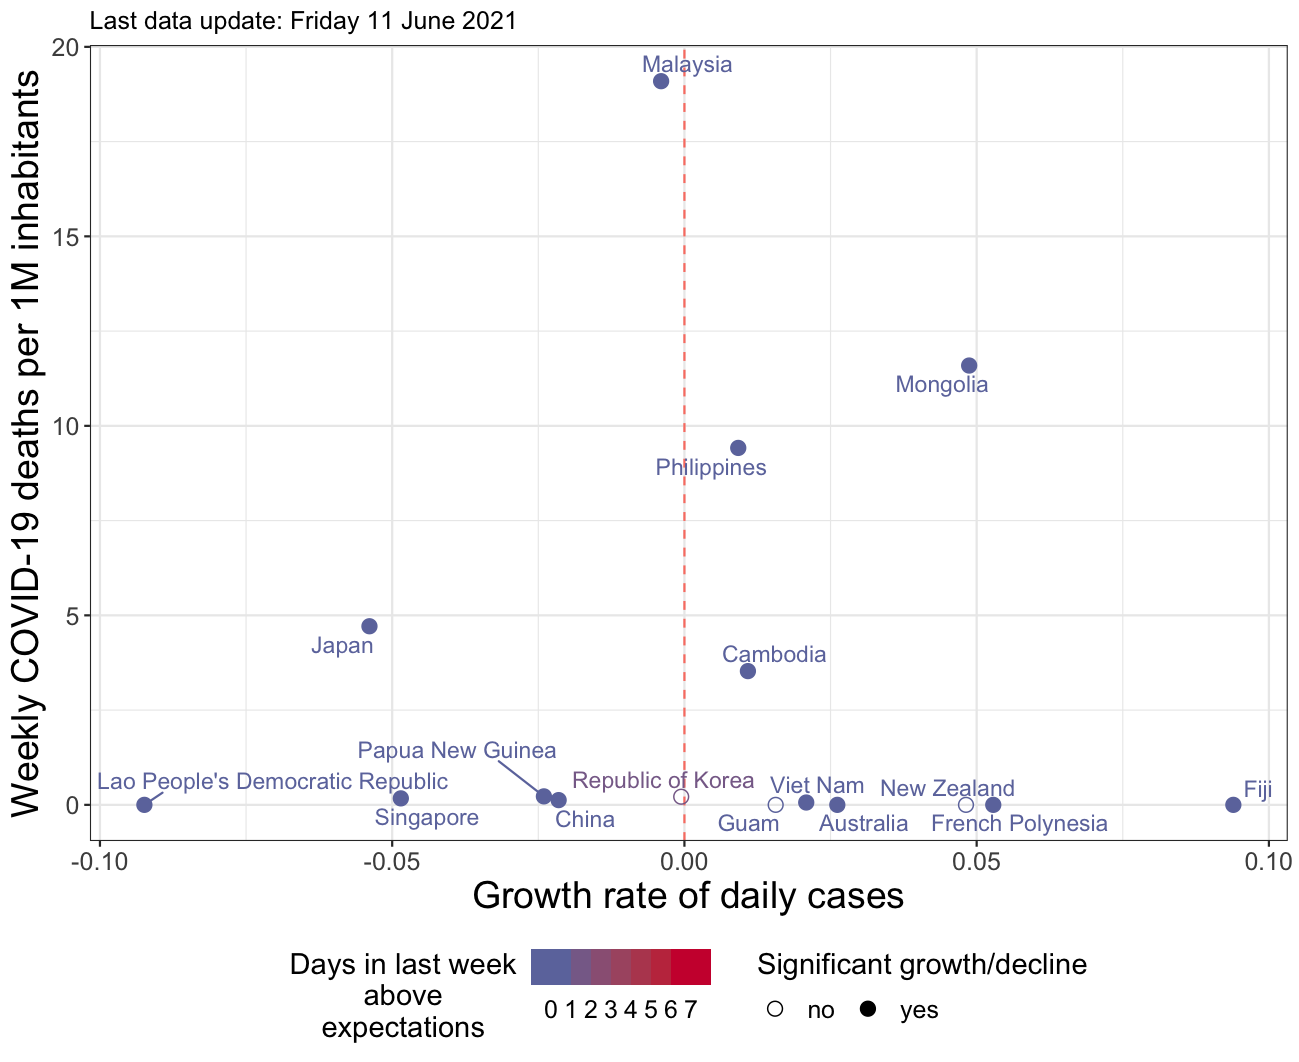 Last data update: Friday 11 June 2021
Weekly COVID-19 deaths per 1M inhabitants
20
15
10
5
0
Malaysia
Mongolia
Philippines
Japan
Cambodia
Papua New Guinea
Lao People's Democratic Republic
Republic of Korea
Viet Nam
New Zealand
Fiji
Singapore
China
Guam
Australia
French Polynesia
-0.10
-0.05
0.00
0.05
0.10
Growth rate of daily cases
Days in last week
above
expectations
0 1 2 3 4 5 6 7
Significant growth/decline
no
yes